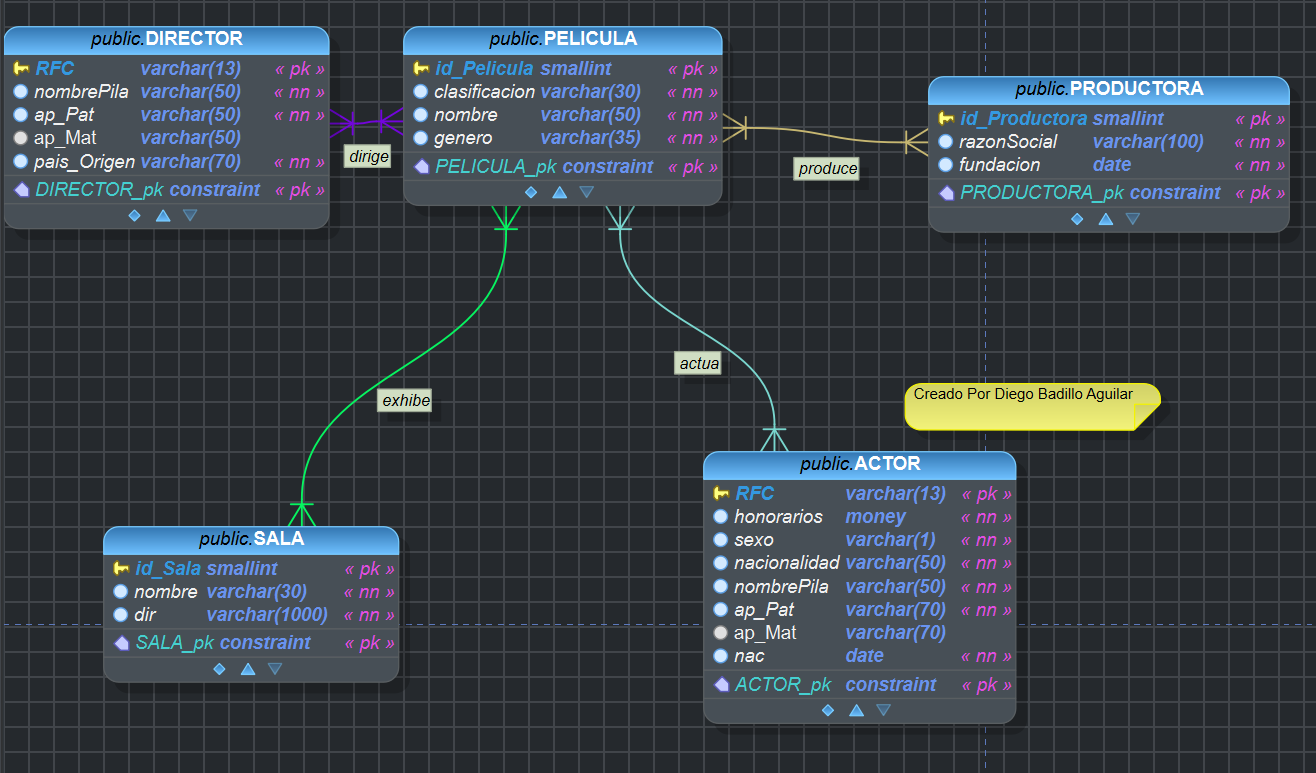 public.DIRECTOR
RFC varchar(13) « pk »
nombrePila varchar(50) « nn »
ap_Pat varchar(50) « nn »
ap_Mat varchar(50)
pais_Origen varchar(70) « nn »
DIRECTOR_pk constraint « pk »
dirige
public.PELICULA
id_Pelicula smallint « pk »
clasificacion varchar(30) « nn »
nombre varchar(50) « nn »
genero varchar(35) « nn »
PELICULA_pk constraint « pk »
produce
public.PRODUCTORA
id_Productora smallint « pk »
razonSocial varchar(100) « nn »
fundacion date « nn »
PRODUCTORA_pk constraint « pk »
actua
exhibe
Creado Por Diego Badillo Aguilar
public.SALA
id_Sala smallint « pk »
nombre varchar(30) « nn »
dir varchar(1000) « nn »
SALA_pk constraint « pk »
public.ACTOR
RFC varchar(13) « pk »
honorarios money « nn »
sexo varchar(1) « nn »
nacionalidad varchar(50) « nn »
nombrePila varchar(50) « nn »
ap_Pat varchar(70) « nn »
ap_Mat varchar(70)
nac date « nn »
ACTOR_pk constraint « pk »